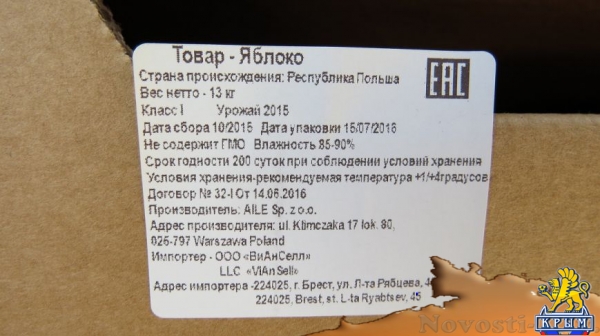 Товар - Яблоко
Страна происхождения: Республика Польша
EAC
Вес нетто - 13 кг
Класс I Урожай 2015
Дата сбора 10/2015 Дата упаковки 15/07/2016
Не содержит ГМО Влажность 85-90%
Срок годности 200 суток при соблюдении условий хранения
Условия хранения-рекомендуемая температура +1/+4градусов
Договор № 32-I От 14.06.2016
Производитель: AILE Sp. z o.o.
Адрес производителя: ul. Klimczaka 17 lok. 80,
026-797 Warszawa Poland
Импортер - ООО «ВиАнСелл»
LLC «ViAnSell»
Адрес импортера -224025, г. Брест, ул. Л-та Рябцева,
224025, Brest, st. L-ta Ryabtsev, 45
Novosti-
КРЫМ